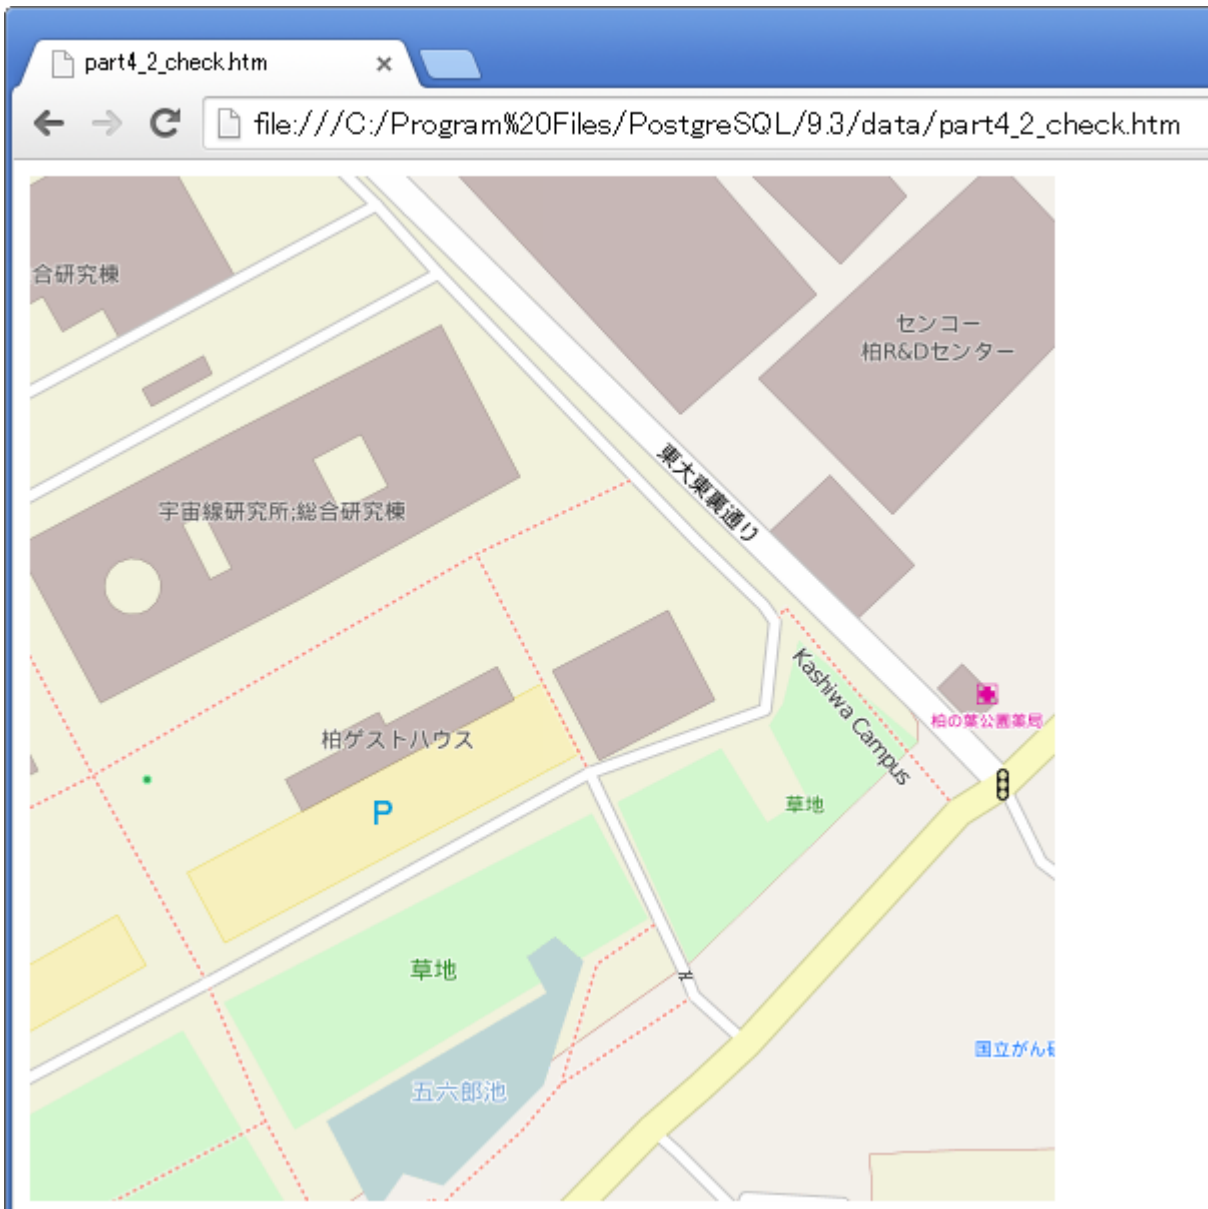 part4_2_check.htm
file:///C:/Program%20Files/PostgreSQL/9.3/data/part4_2_check.htm
合研究棟
センコー
柏R&Dセンター
東大東裏通り
宇宙線研究所;総合研究棟
Kashiwa Campus
柏の葉公園薬局
柏ゲストハウス
P
草地
草地
国立がん研
五六郎池